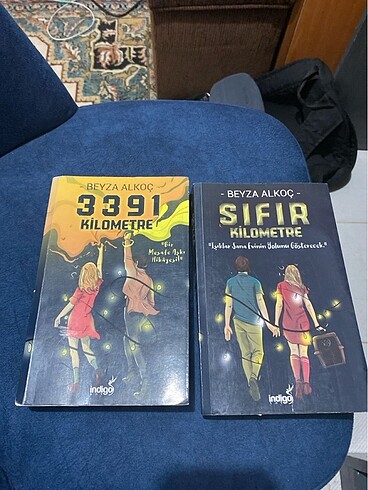 - BEYZA ALKOÇ -
3391
KİLOMETRE
"Bir
Mesafe Aşkı
Hikâyesi"
indigo
- BEYZA ALKOÇ -
SIFIR
KİLOMETRE
"Işıklar Sana Evinin Yolunu Gösterecek."
indigo